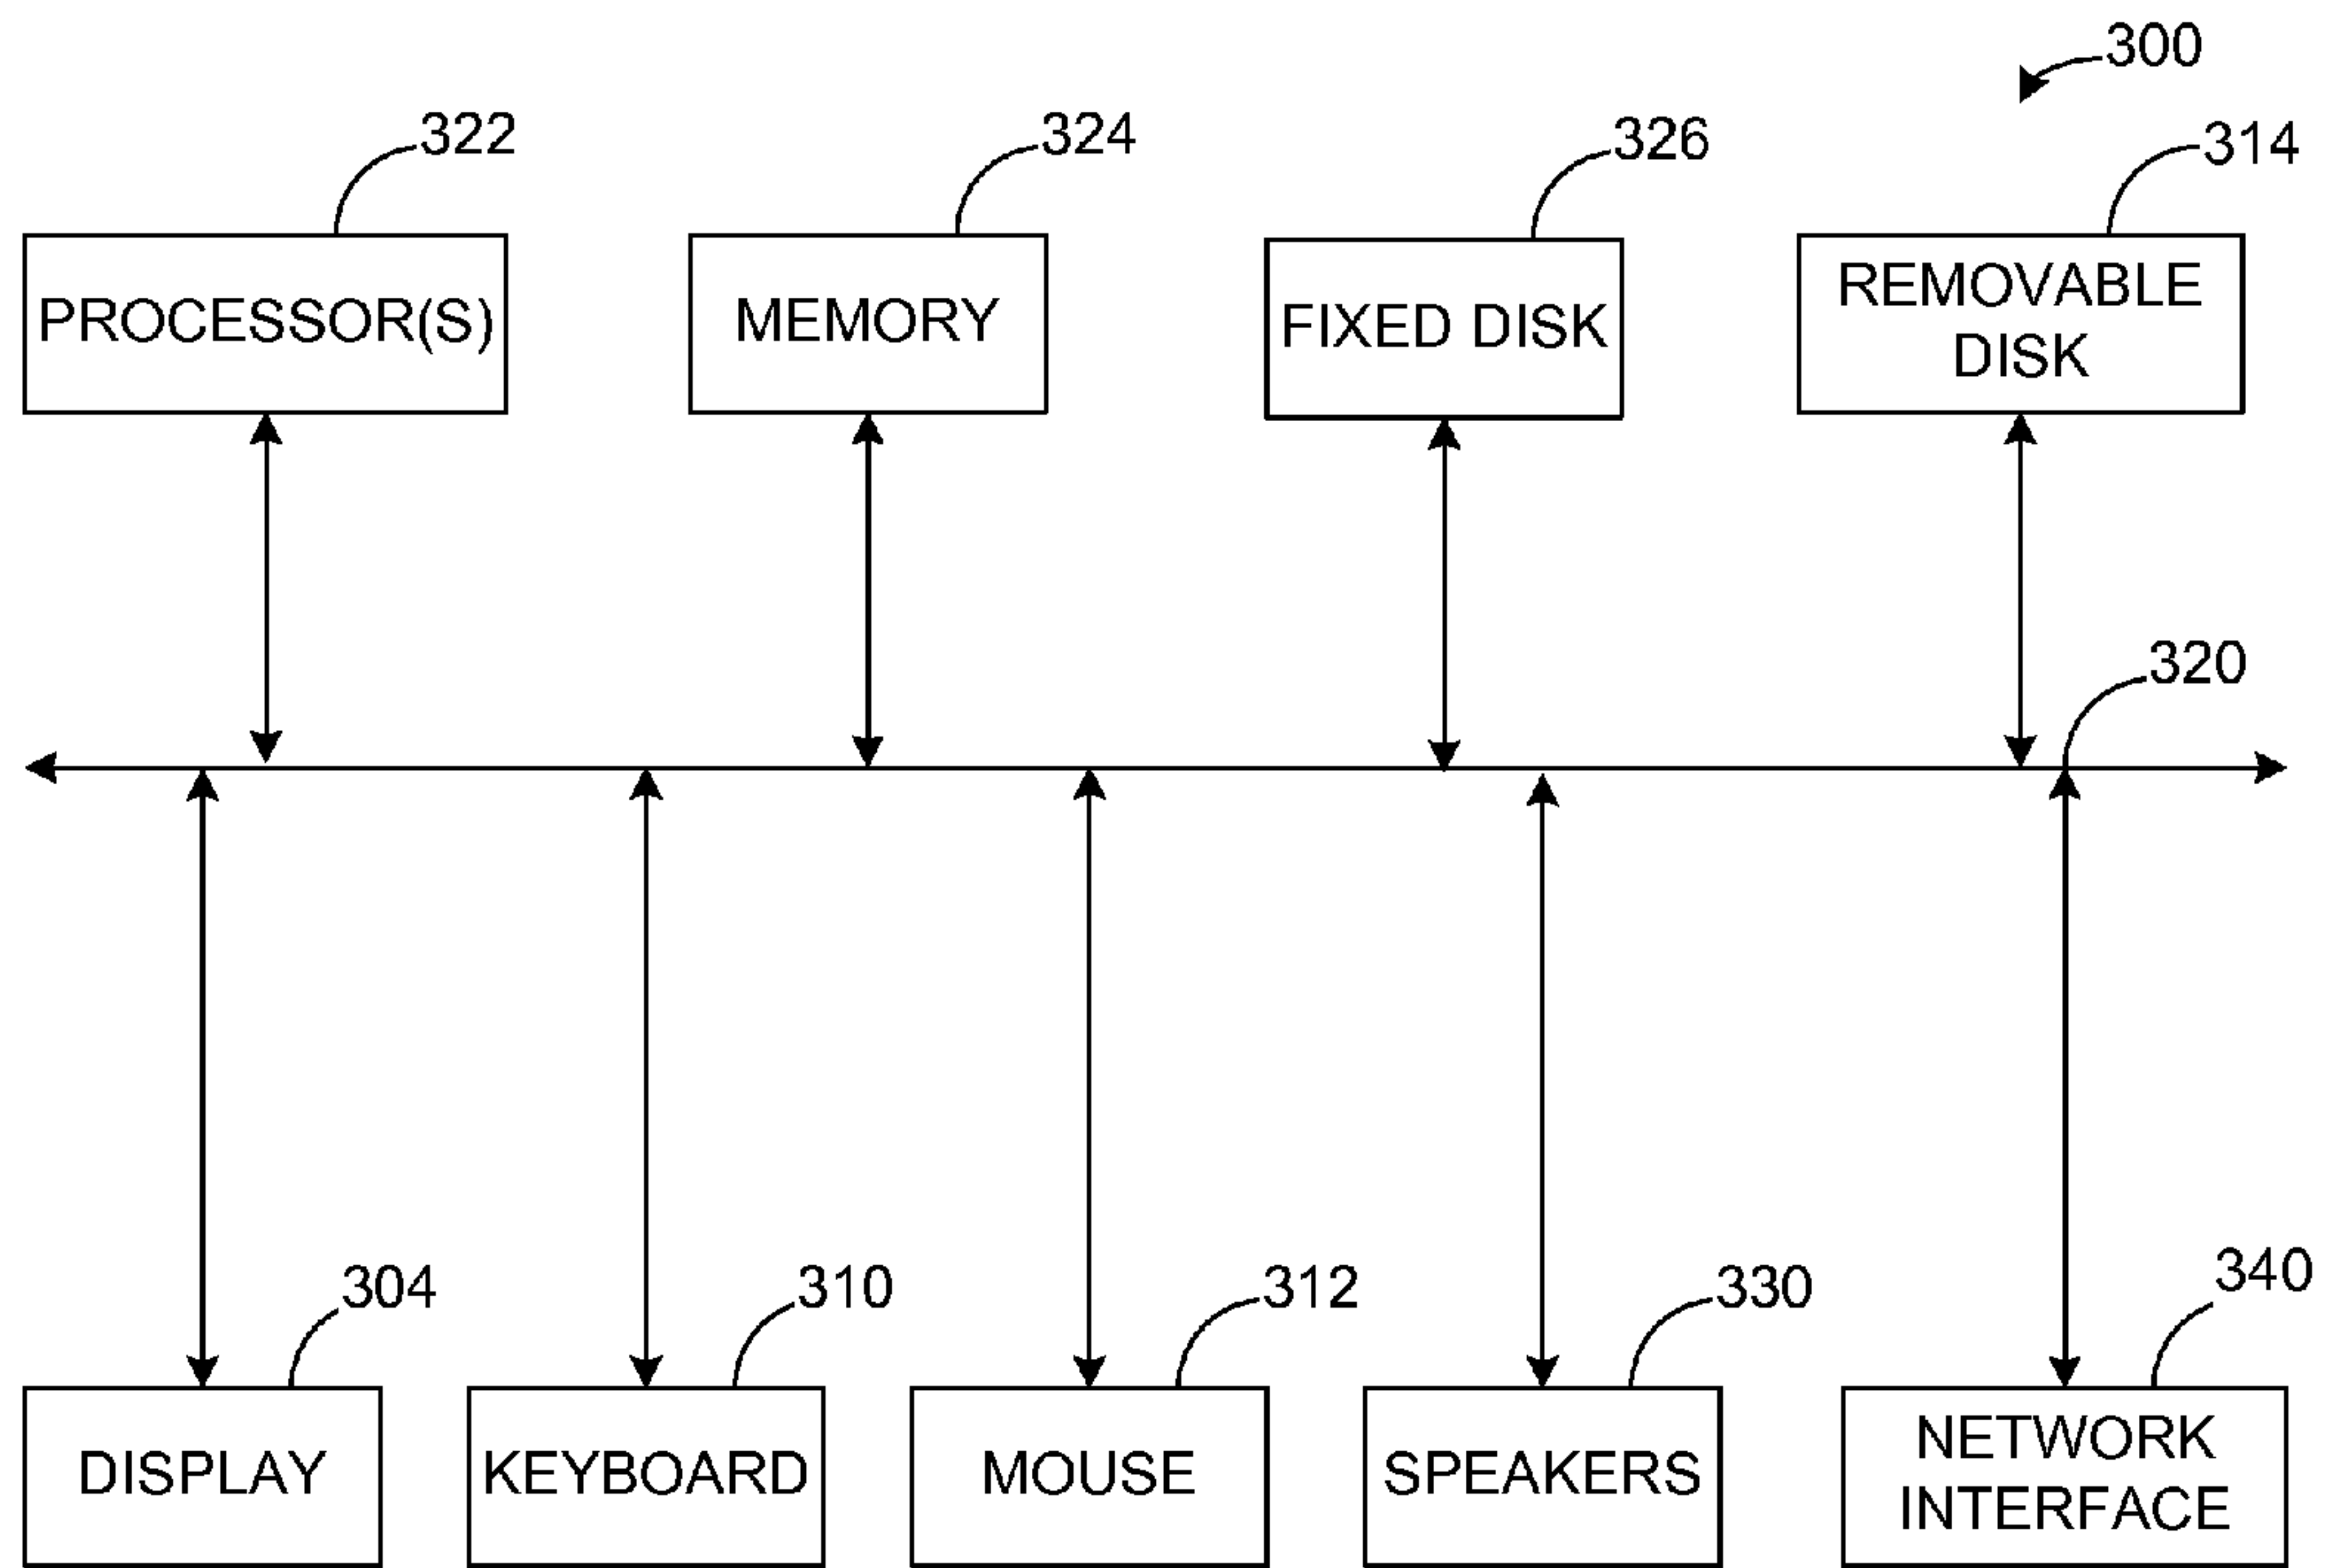 300
322
324
326
314
PROCESSOR(S)
MEMORY
FIXED DISK
REMOVABLE
DISK
320
304
310
312
330
340
DISPLAY
KEYBOARD
MOUSE
SPEAKERS
NETWORK
INTERFACE